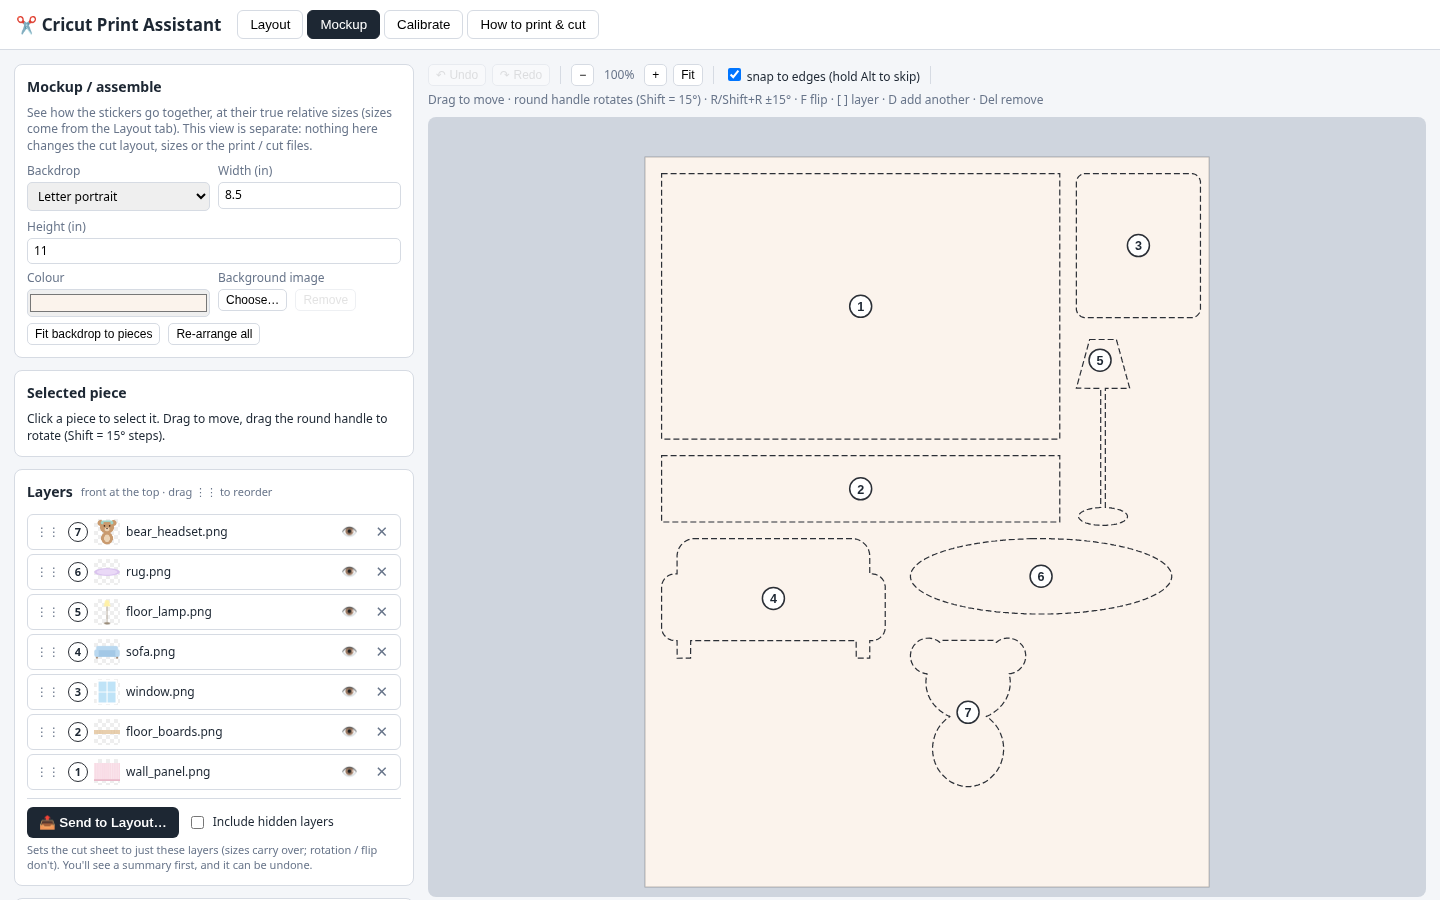 ✂️ Cricut Print Assistant
Layout
Mockup
Calibrate
How to print & cut
Mockup / assemble
See how the stickers go together, at their true relative sizes (sizes
come from the Layout tab). This view is separate: nothing here
changes the cut layout, sizes or the print / cut files.
Backdrop
Width (in)
Letter portrait
8.5
Height (in)
11
Colour
Background image
Choose…
Remove
Fit backdrop to pieces
Re-arrange all
Selected piece
Click a piece to select it. Drag to move, drag the round handle to
rotate (Shift = 15° steps).
Layers front at the top · drag ⋮⋮ to reorder
7 bear_headset.png
6 rug.png
5 floor_lamp.png
4 sofa.png
3 window.png
2 floor_boards.png
1 wall_panel.png
📤 Send to Layout…
Include hidden layers
Sets the cut sheet to just these layers (sizes carry over; rotation / flip
don't). You'll see a summary first, and it can be undone.
↶ Undo
↷ Redo
−
100%
+
Fit
snap to edges (hold Alt to skip)
Drag to move · round handle rotates (Shift = 15°) · R/Shift+R ±15° · F flip · [ ] layer · D add another · Del remove
1
3
5
2
4
6
7